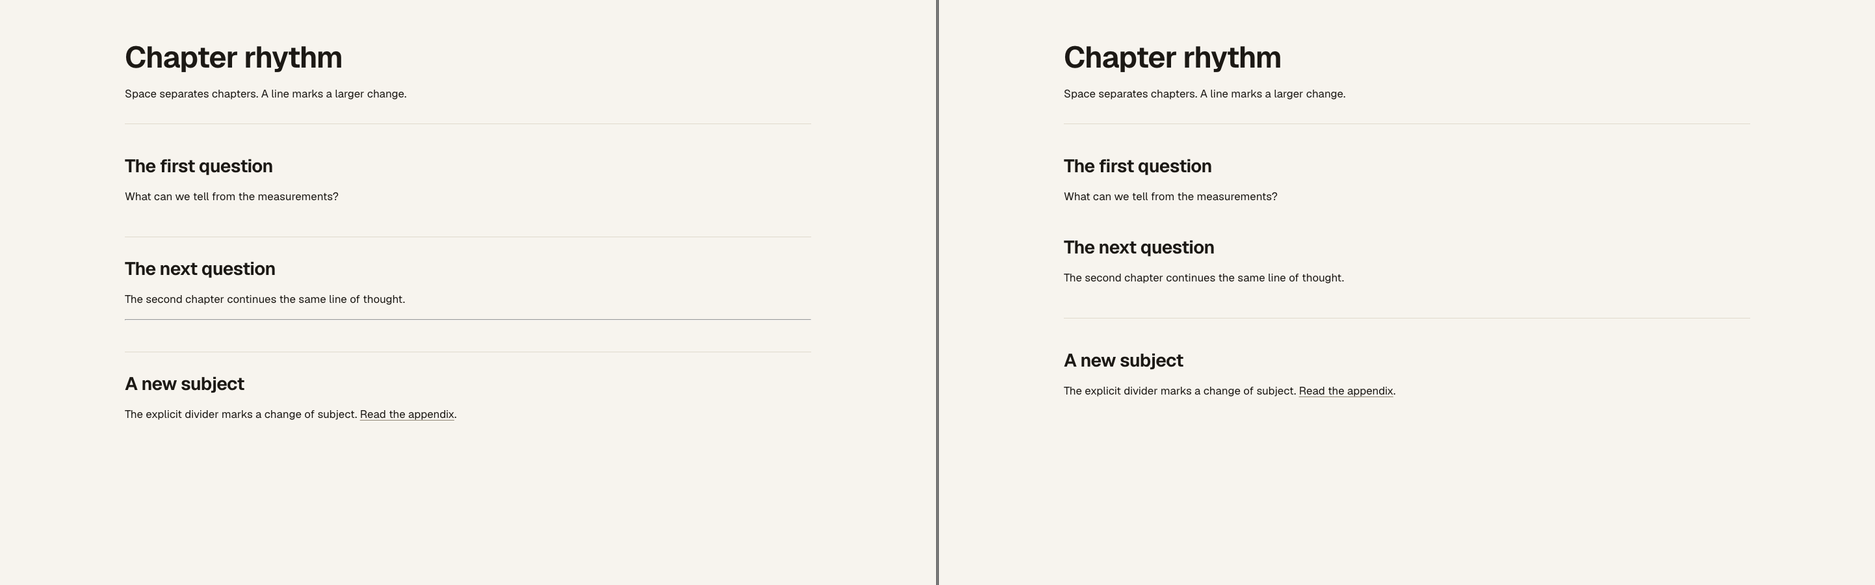 Chapter rhythm
Space separates chapters. A line marks a larger change.
The first question
What can we tell from the measurements?
The next question
The second chapter continues the same line of thought.
A new subject
The explicit divider marks a change of subject. Read the appendix.
Chapter rhythm
Space separates chapters. A line marks a larger change.
The first question
What can we tell from the measurements?
The next question
The second chapter continues the same line of thought.
A new subject
The explicit divider marks a change of subject. Read the appendix.